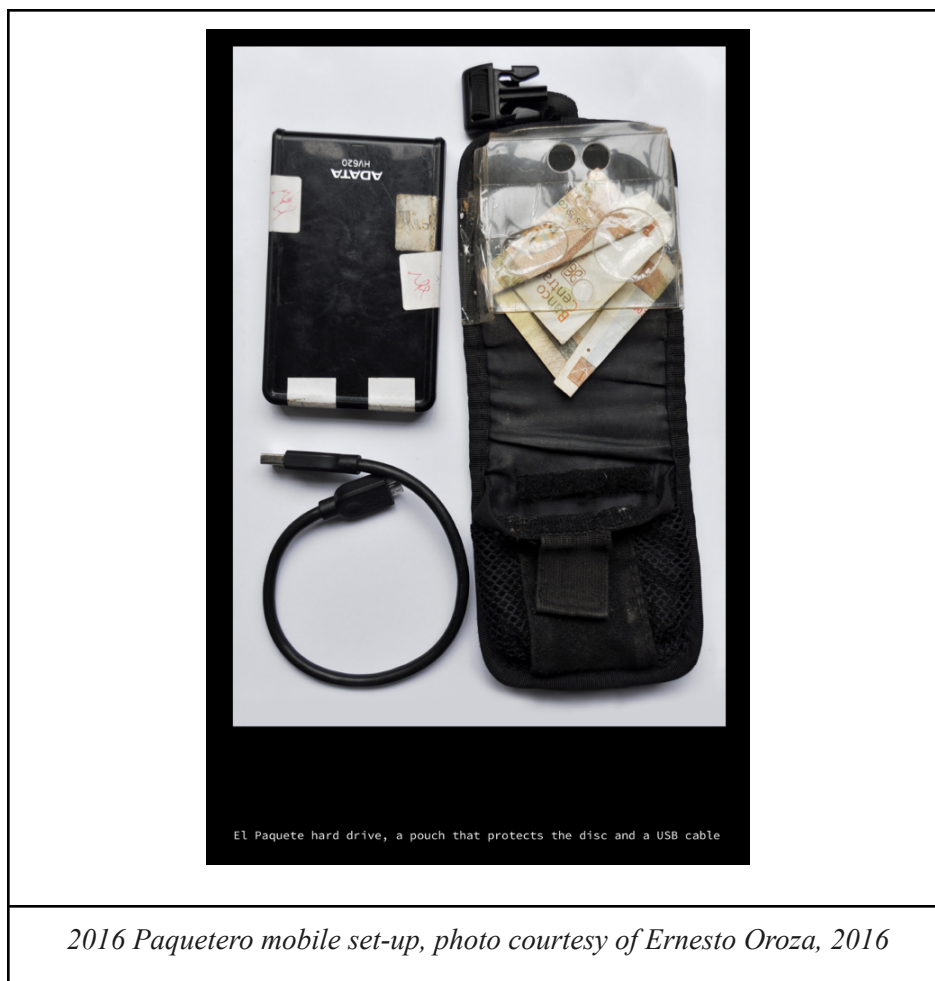 ADATA
HV620
Banco
Central
El Paquete hard drive, a pouch that protects the disc and a USB cable
2016 Paquetero mobile set-up, photo courtesy of Ernesto Oroza, 2016